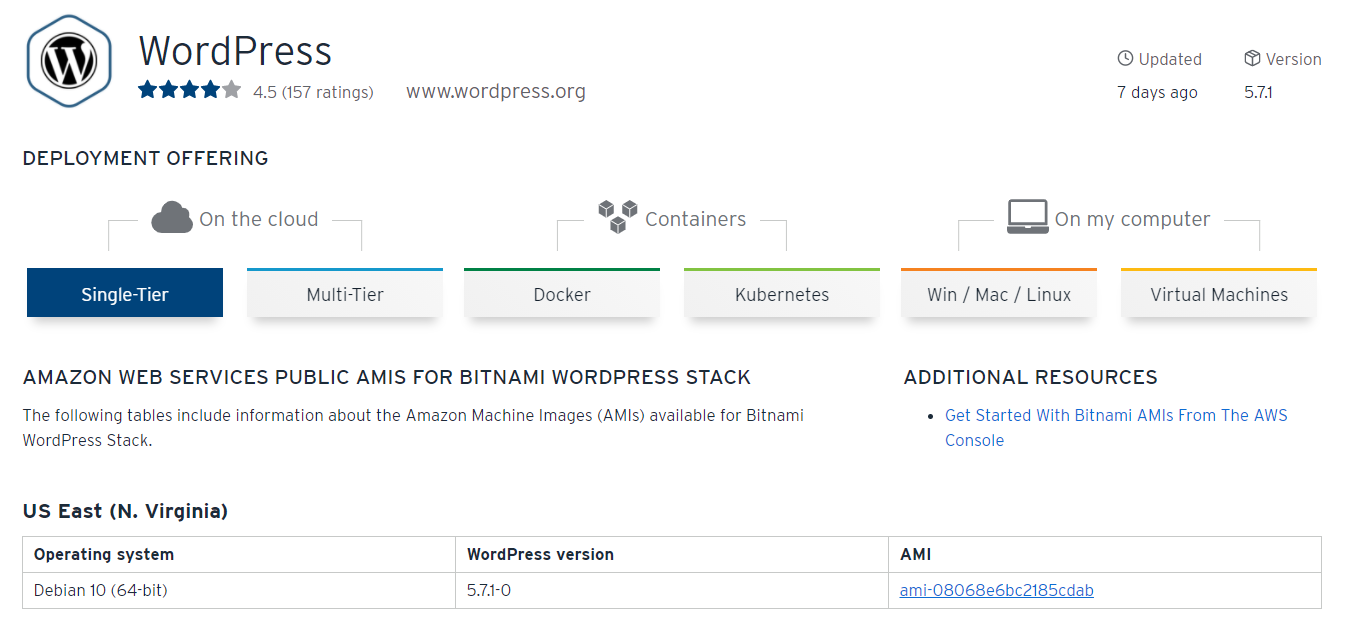 WordPress
4.5 (157 ratings) www.wordpress.org
Updated Version
7 days ago 5.7.1
DEPLOYMENT OFFERING
On the cloud Containers On my computer
Single-Tier Multi-Tier Docker Kubernetes Win / Mac / Linux Virtual Machines
AMAZON WEB SERVICES PUBLIC AMIS FOR BITNAMI WORDPRESS STACK
The following tables include information about the Amazon Machine Images (AMIs) available for Bitnami
WordPress Stack.
ADDITIONAL RESOURCES
• Get Started With Bitnami AMIs From The AWS
Console
US East (N. Virginia)
Operating system WordPress version AMI
Debian 10 (64-bit) 5.7.1-0 ami-08068e6bc2185cdab